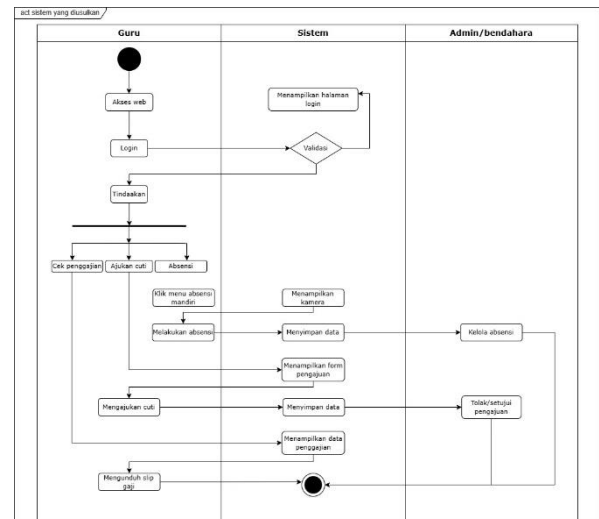 act sistem yang diusulkan
Guru
Sistem
Admin/bendahara
Akses web
Menampilkan halaman
login
Login
Validasi
Tindaakan
Cek penggajian
Ajukan cuti
Absensi
Klik menu absensi
mandiri
Menampilkan
kamera
Melakukan absensi
Menyimpan data
Kelola absensi
Menampilkan form
pengajuan
Mengajukan cuti
Menyimpan data
Tolak/setujui
pengajuan
Menampilkan data
penggajian
Mengunduh slip
gaji